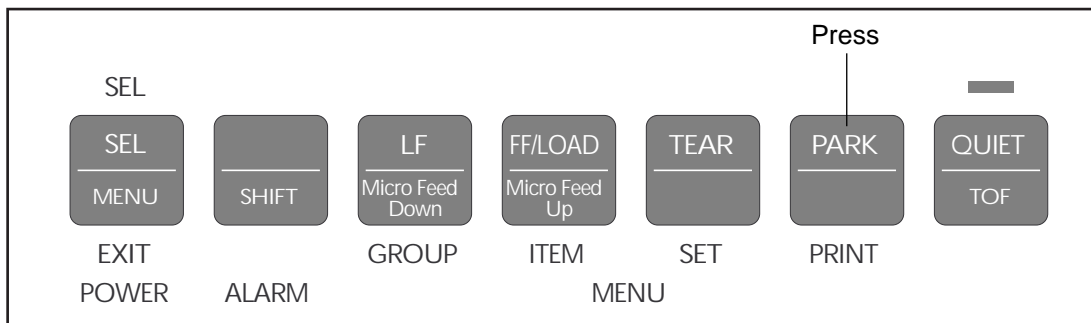 Press
SEL
SEL LF FF/LOAD TEAR PARK QUIET
MENU SHIFT Micro Feed Down Micro Feed Up TOF
EXIT GROUP ITEM SET PRINT
POWER ALARM MENU